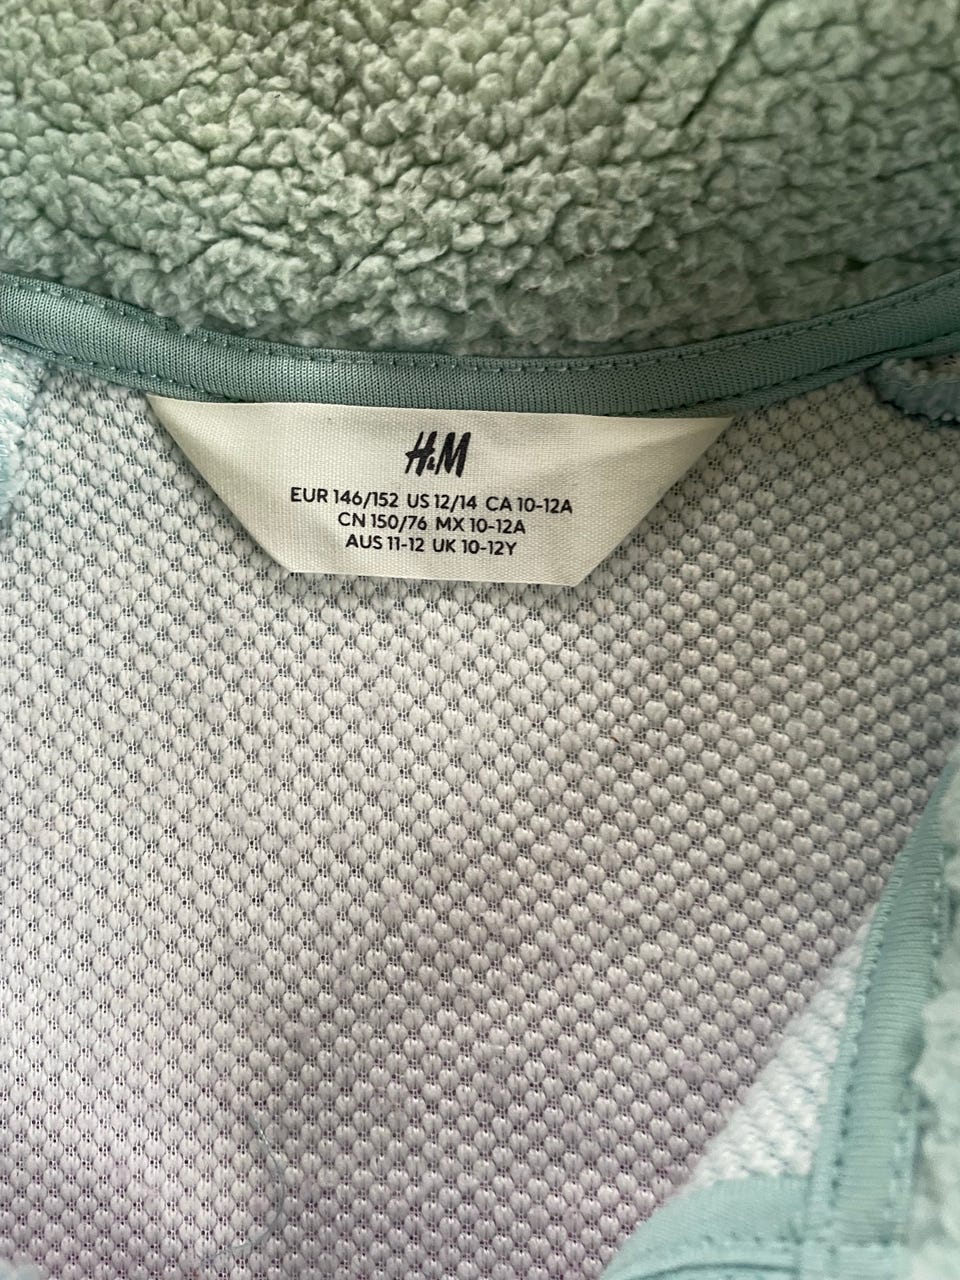 H&M
EUR 146/152 US 12/14 CA 10-12A
CN 150/76 MX 10-12A
AUS 11-12 UK 10-12Y